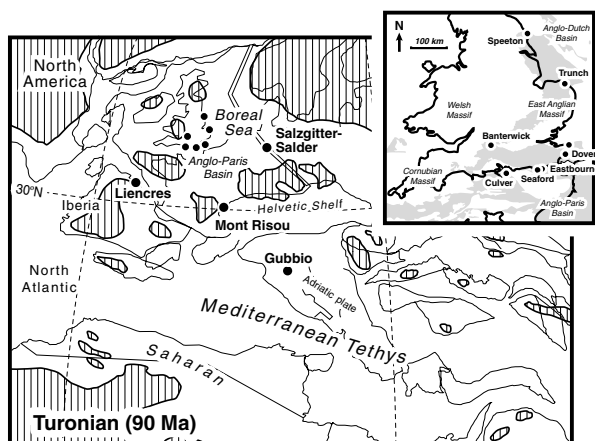 North
America
Boreal
Sea
Salzgitter-
Salder
Anglo-Paris
Basin
30°N
Liencres
Iberia
Helvetic Shelf
Mont Risou
North
Atlantic
Gubbio
Adriatic plate
Mediterranean Tethys
Saharan
Turonian (90 Ma)
N
100 km
Anglo-Dutch
Basin
Speeton
Trunch
Welsh
Massif
East Anglian
Massif
Banterwick
Dover
Cornubian
Massif
Eastbourne
Culver
Seaford
Anglo-Paris
Basin